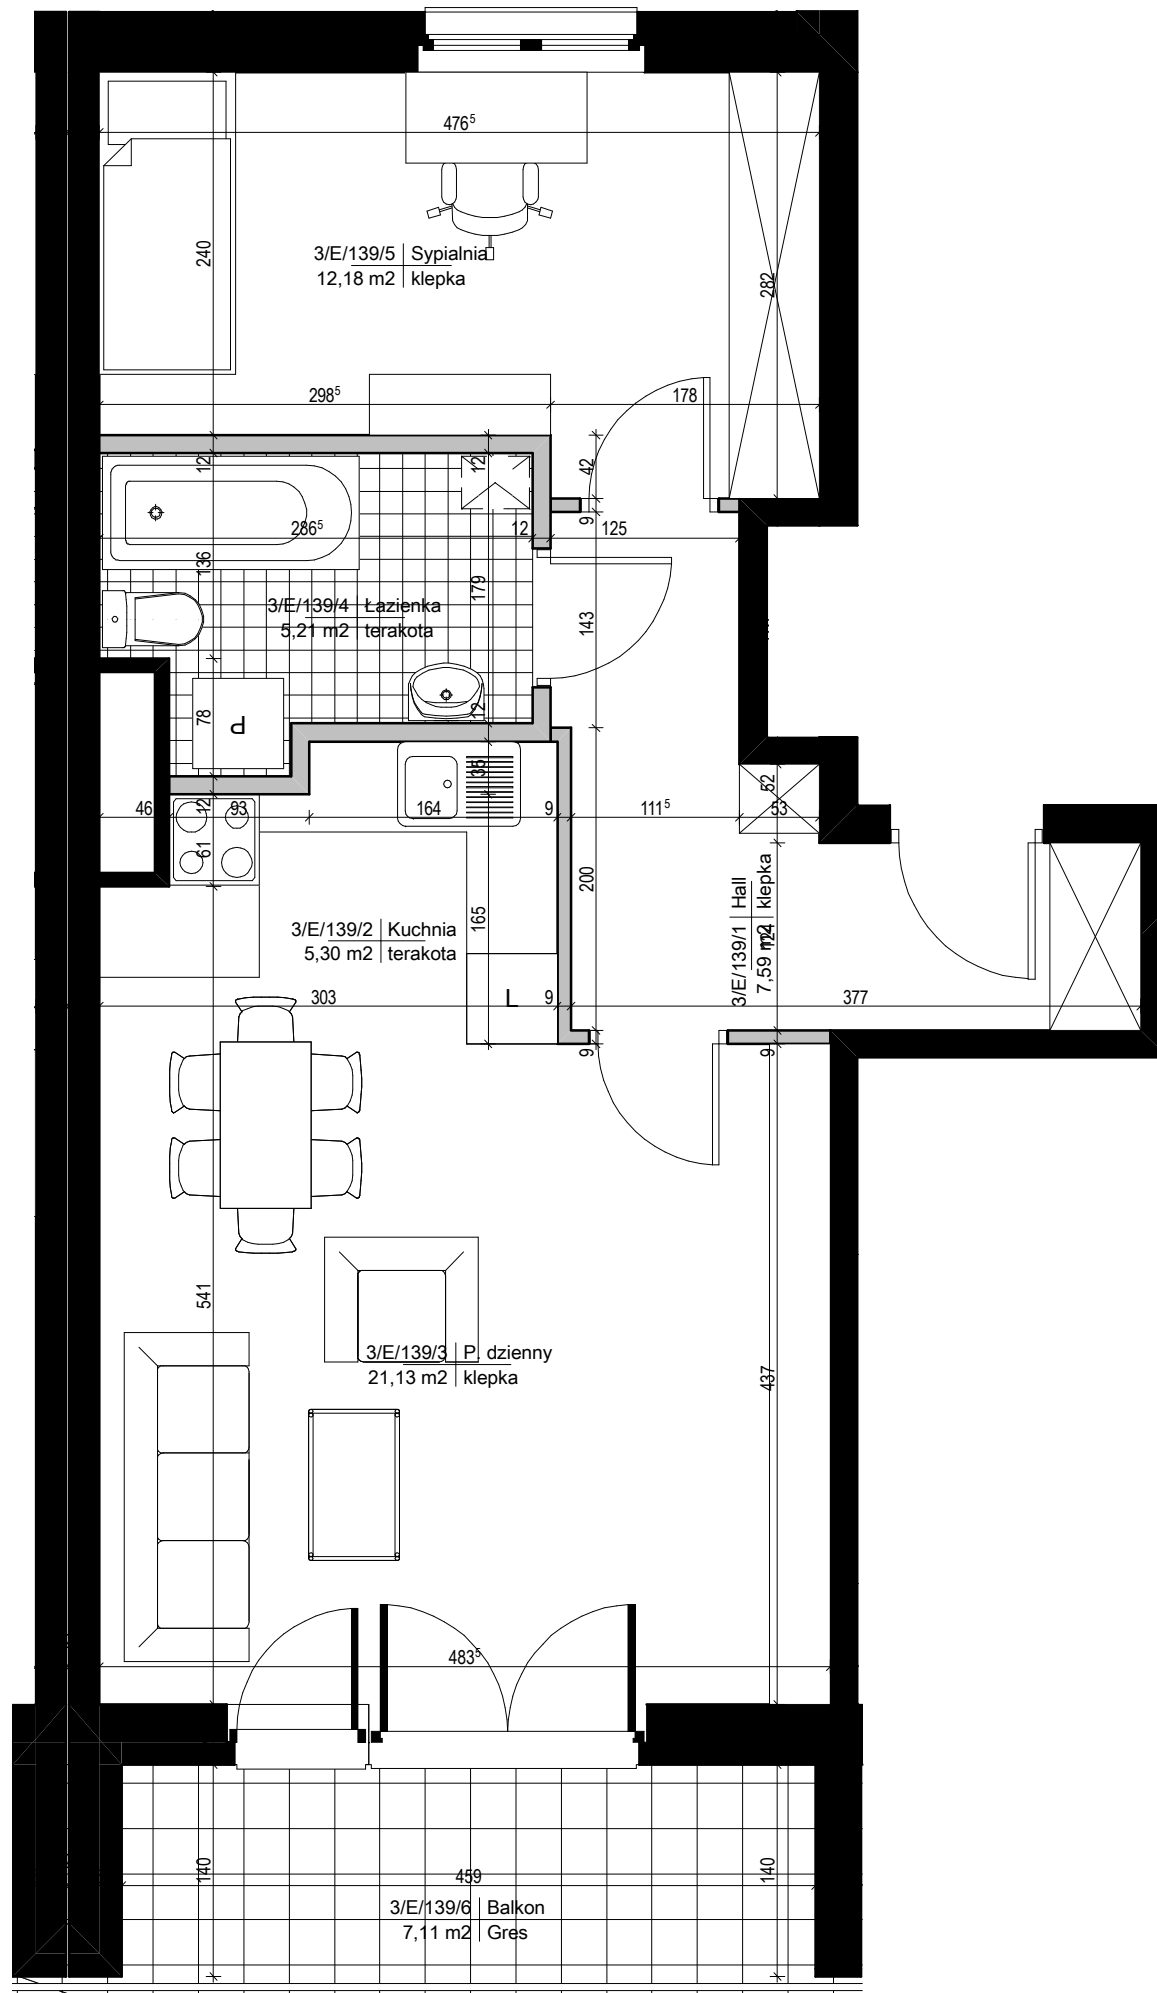 476⁵
240
3/E/139/5 Sypialnia
12,18 m2 klepka
282
298⁵
178
12
12
42
9
286⁵
12
125
136
179
143
3/E/139/4 Łazienka
5,21 m2 terakota
78
P
12
35
52
46
12
93
164
9
111⁵
53
61
200
165
3/E/139/1 Hall
7,59 m2 klepka
124
3/E/139/2 Kuchnia
5,30 m2 terakota
L
303
9
377
9
9
541
3/E/139/3 P. dzienny
21,13 m2 klepka
437
483⁵
140
459
140
3/E/139/6 Balkon
7,11 m2 Gres